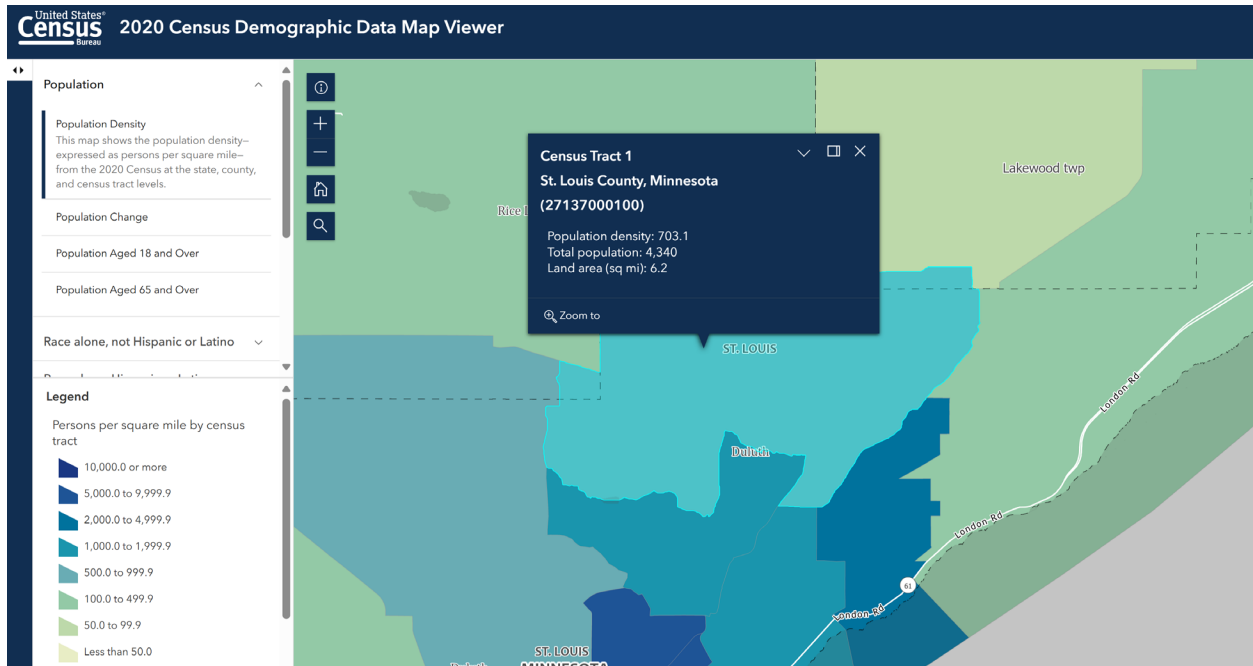 United States®
Census
Bureau
2020 Census Demographic Data Map Viewer
Population
Population Density
This map shows the population density—
expressed as persons per square mile—
from the 2020 Census at the state, county,
and census tract levels.
Population Change
Population Aged 18 and Over
Population Aged 65 and Over
Race alone, not Hispanic or Latino
Legend
Persons per square mile by census
tract
10,000.0 or more
5,000.0 to 9,999.9
2,000.0 to 4,999.9
1,000.0 to 1,999.9
500.0 to 999.9
100.0 to 499.9
50.0 to 99.9
Less than 50.0
Census Tract 1
St. Louis County, Minnesota
(27137000100)
Population density: 703.1
Total population: 4,340
Land area (sq mi): 6.2
Zoom to
Rice
Lakewood twp
ST. LOUIS
Duluth
London Rd
London Rd
61
London Rd
ST. LOUIS
Duluth
MINNESOTA